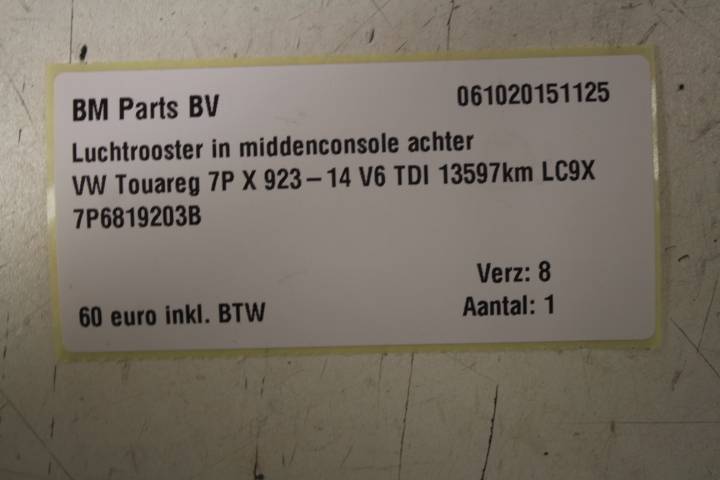 BM Parts BV 061020151125
Luchtrooster in middenconsole achter
VW Touareg 7P X 923-14 V6 TDI 13597km LC9X
7P6819203B
Verz: 8
60 euro inkl. BTW Aantal: 1